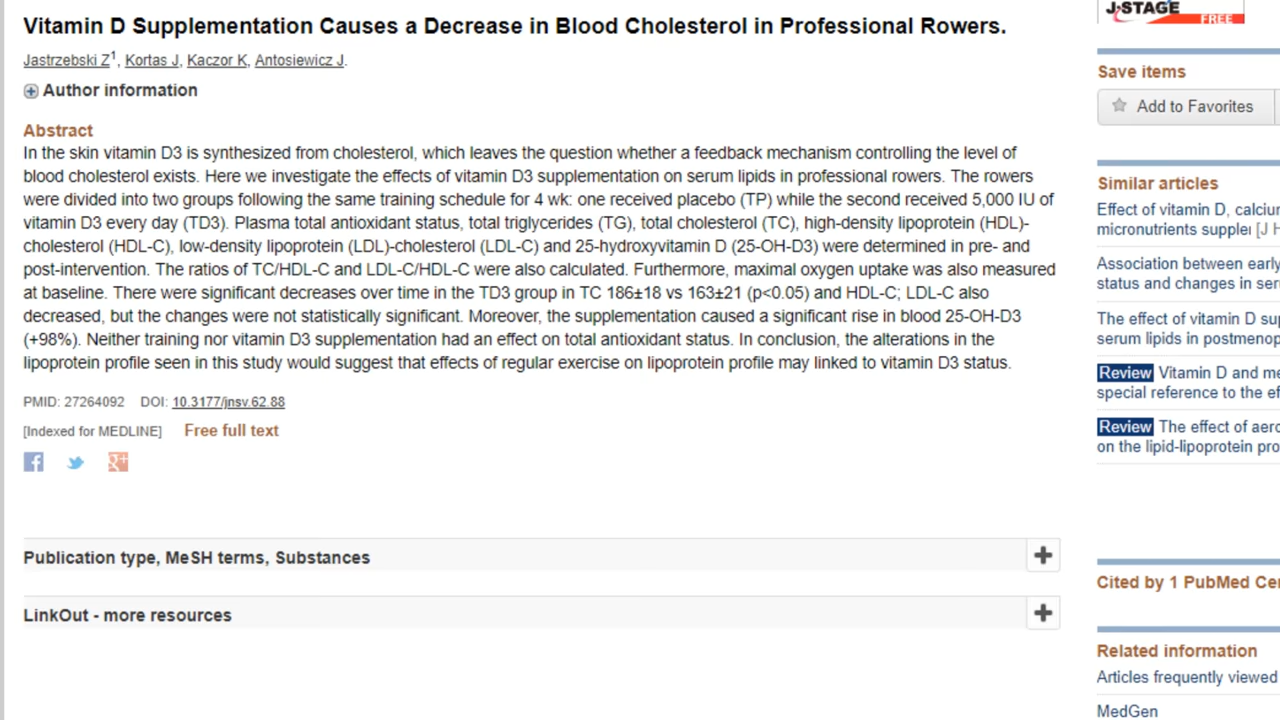 Vitamin D Supplementation Causes a Decrease in Blood Cholesterol in Professional Rowers.
Jastrzebski Z1, Kortas J, Kaczor K, Antosiewicz J.
Author information
Abstract
In the skin vitamin D3 is synthesized from cholesterol, which leaves the question whether a feedback mechanism controlling the level of
blood cholesterol exists. Here we investigate the effects of vitamin D3 supplementation on serum lipids in professional rowers. The rowers
were divided into two groups following the same training schedule for 4 wk: one received placebo (TP) while the second received 5,000 IU of
vitamin D3 every day (TD3). Plasma total antioxidant status, total triglycerides (TG), total cholesterol (TC), high-density lipoprotein (HDL)-
cholesterol (HDL-C), low-density lipoprotein (LDL)-cholesterol (LDL-C) and 25-hydroxyvitamin D (25-OH-D3) were determined in pre- and
post-intervention. The ratios of TC/HDL-C and LDL-C/HDL-C were also calculated. Furthermore, maximal oxygen uptake was also measured
at baseline. There were significant decreases over time in the TD3 group in TC 186±18 vs 163±21 (p<0.05) and HDL-C; LDL-C also
decreased, but the changes were not statistically significant. Moreover, the supplementation caused a significant rise in blood 25-OH-D3
(+98%). Neither training nor vitamin D3 supplementation had an effect on total antioxidant status. In conclusion, the alterations in the
lipoprotein profile seen in this study would suggest that effects of regular exercise on lipoprotein profile may linked to vitamin D3 status.
PMID: 27264092 DOI: 10.3177/jnsv.62.88
[Indexed for MEDLINE] Free full text
Publication type, MeSH terms, Substances
LinkOut - more resources
J-STAGE
FREE
Save items
Add to Favorites
Similar articles
Effect of vitamin D, calciu
micronutrients supplei [J H
Association between early
status and changes in ser
The effect of vitamin D su
serum lipids in postmenop
Review Vitamin D and me
special reference to the ef
Review The effect of aero
on the lipid-lipoprotein pro
Cited by 1 PubMed Cen
Related information
Articles frequently viewed
MedGen